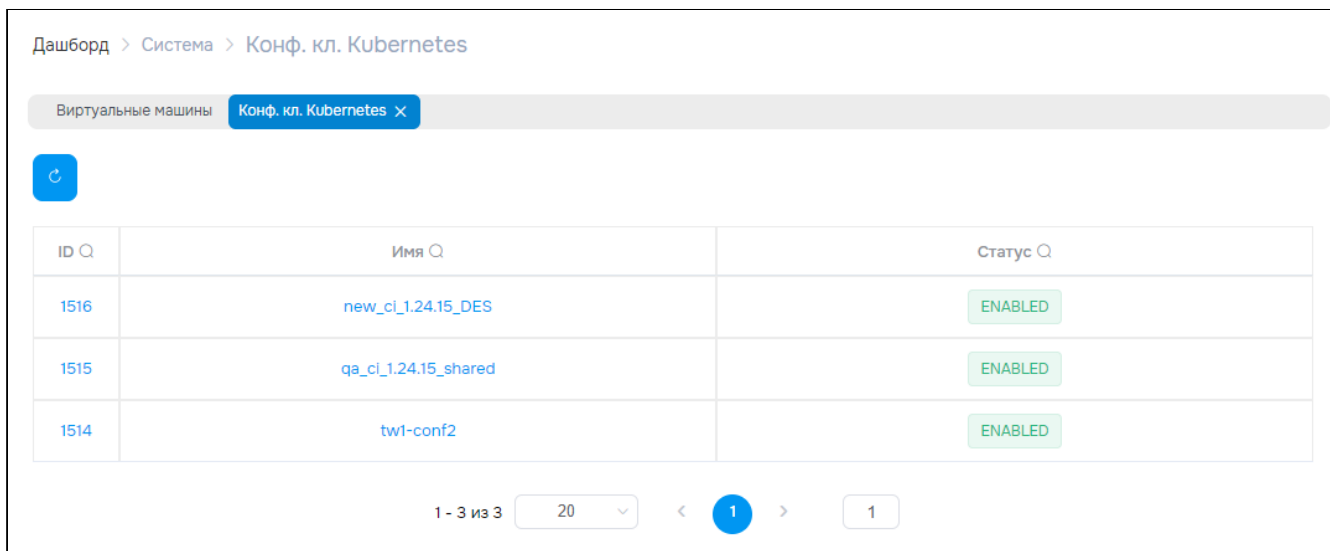 Дашборд > Система > Конф. кл. Kubernetes
Виртуальные машины Конф. кл. Kubernetes ×
ID Имя Статус
1516 new_ci_1.24.15_DES ENABLED
1515 qa_ci_1.24.15_shared ENABLED
1514 tw1-conf2 ENABLED
1 - 3 из 3 20 < 1 > 1